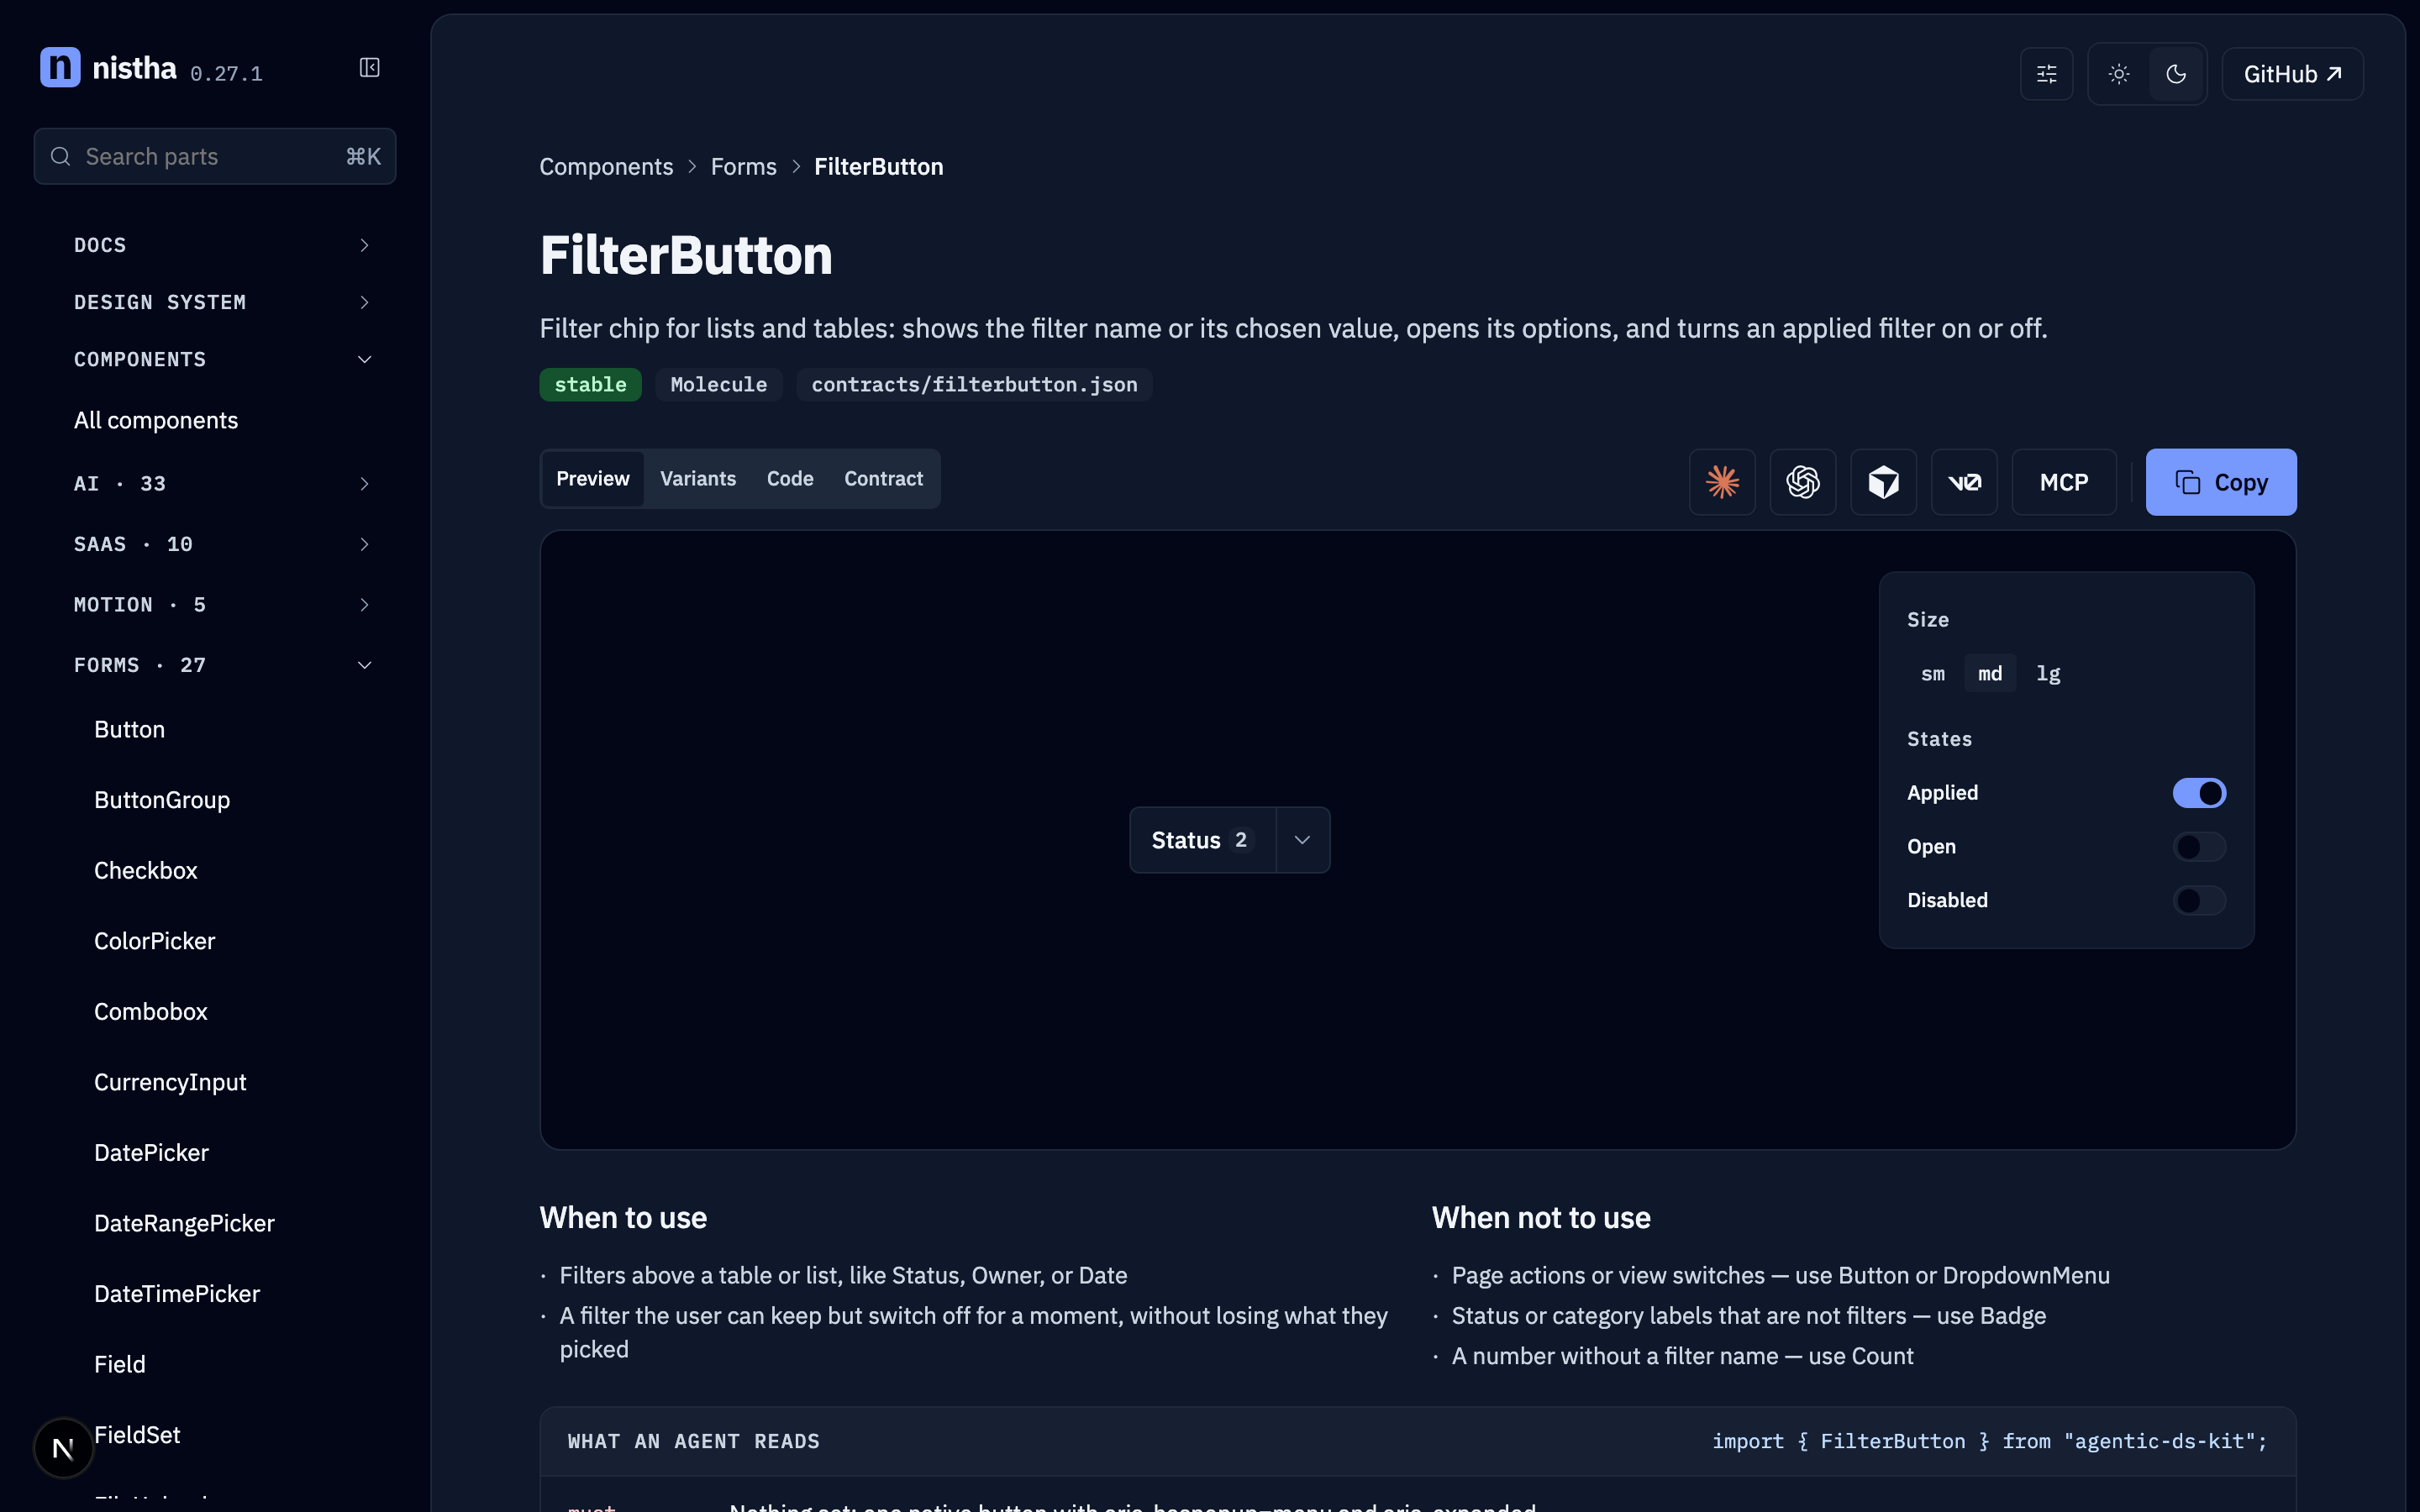 n nistha 0.27.1
Search parts ⌘K
DOCS
DESIGN SYSTEM
COMPONENTS
All components
AI · 33
SAAS · 10
MOTION · 5
FORMS · 27
Button
ButtonGroup
Checkbox
ColorPicker
Combobox
CurrencyInput
DatePicker
DateRangePicker
DateTimePicker
Field
FieldSet
N
GitHub
Components > Forms > FilterButton
FilterButton
Filter chip for lists and tables: shows the filter name or its chosen value, opens its options, and turns an applied filter on or off.
stable Molecule contracts/filterbutton.json
Preview Variants Code Contract
v0 MCP Copy
Size
sm md lg
States
Applied
Open
Disabled
Status 2
When to use
· Filters above a table or list, like Status, Owner, or Date
· A filter the user can keep but switch off for a moment, without losing what they
picked
When not to use
· Page actions or view switches — use Button or DropdownMenu
· Status or category labels that are not filters — use Badge
· A number without a filter name — use Count
WHAT AN AGENT READS import { FilterButton } from "agentic-ds-kit";